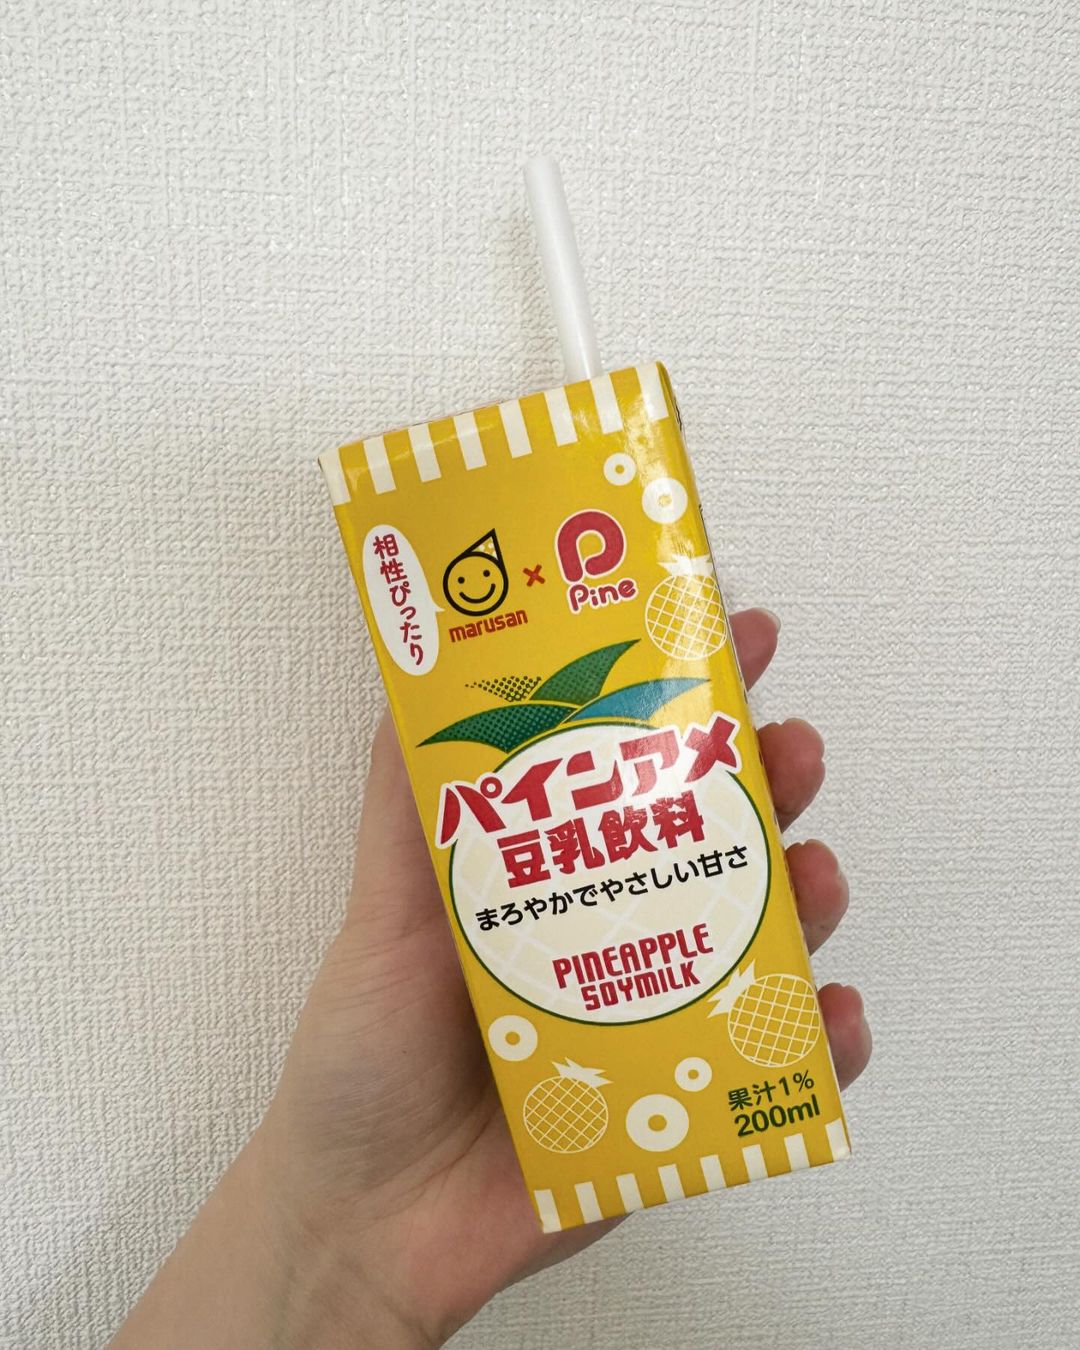 相性ぴったり
marusan
×
Pine
パインアメ
豆乳飲料
まろやかでやさしい甘さ
PINEAPPLE
SOYMILK
果汁1%
200ml